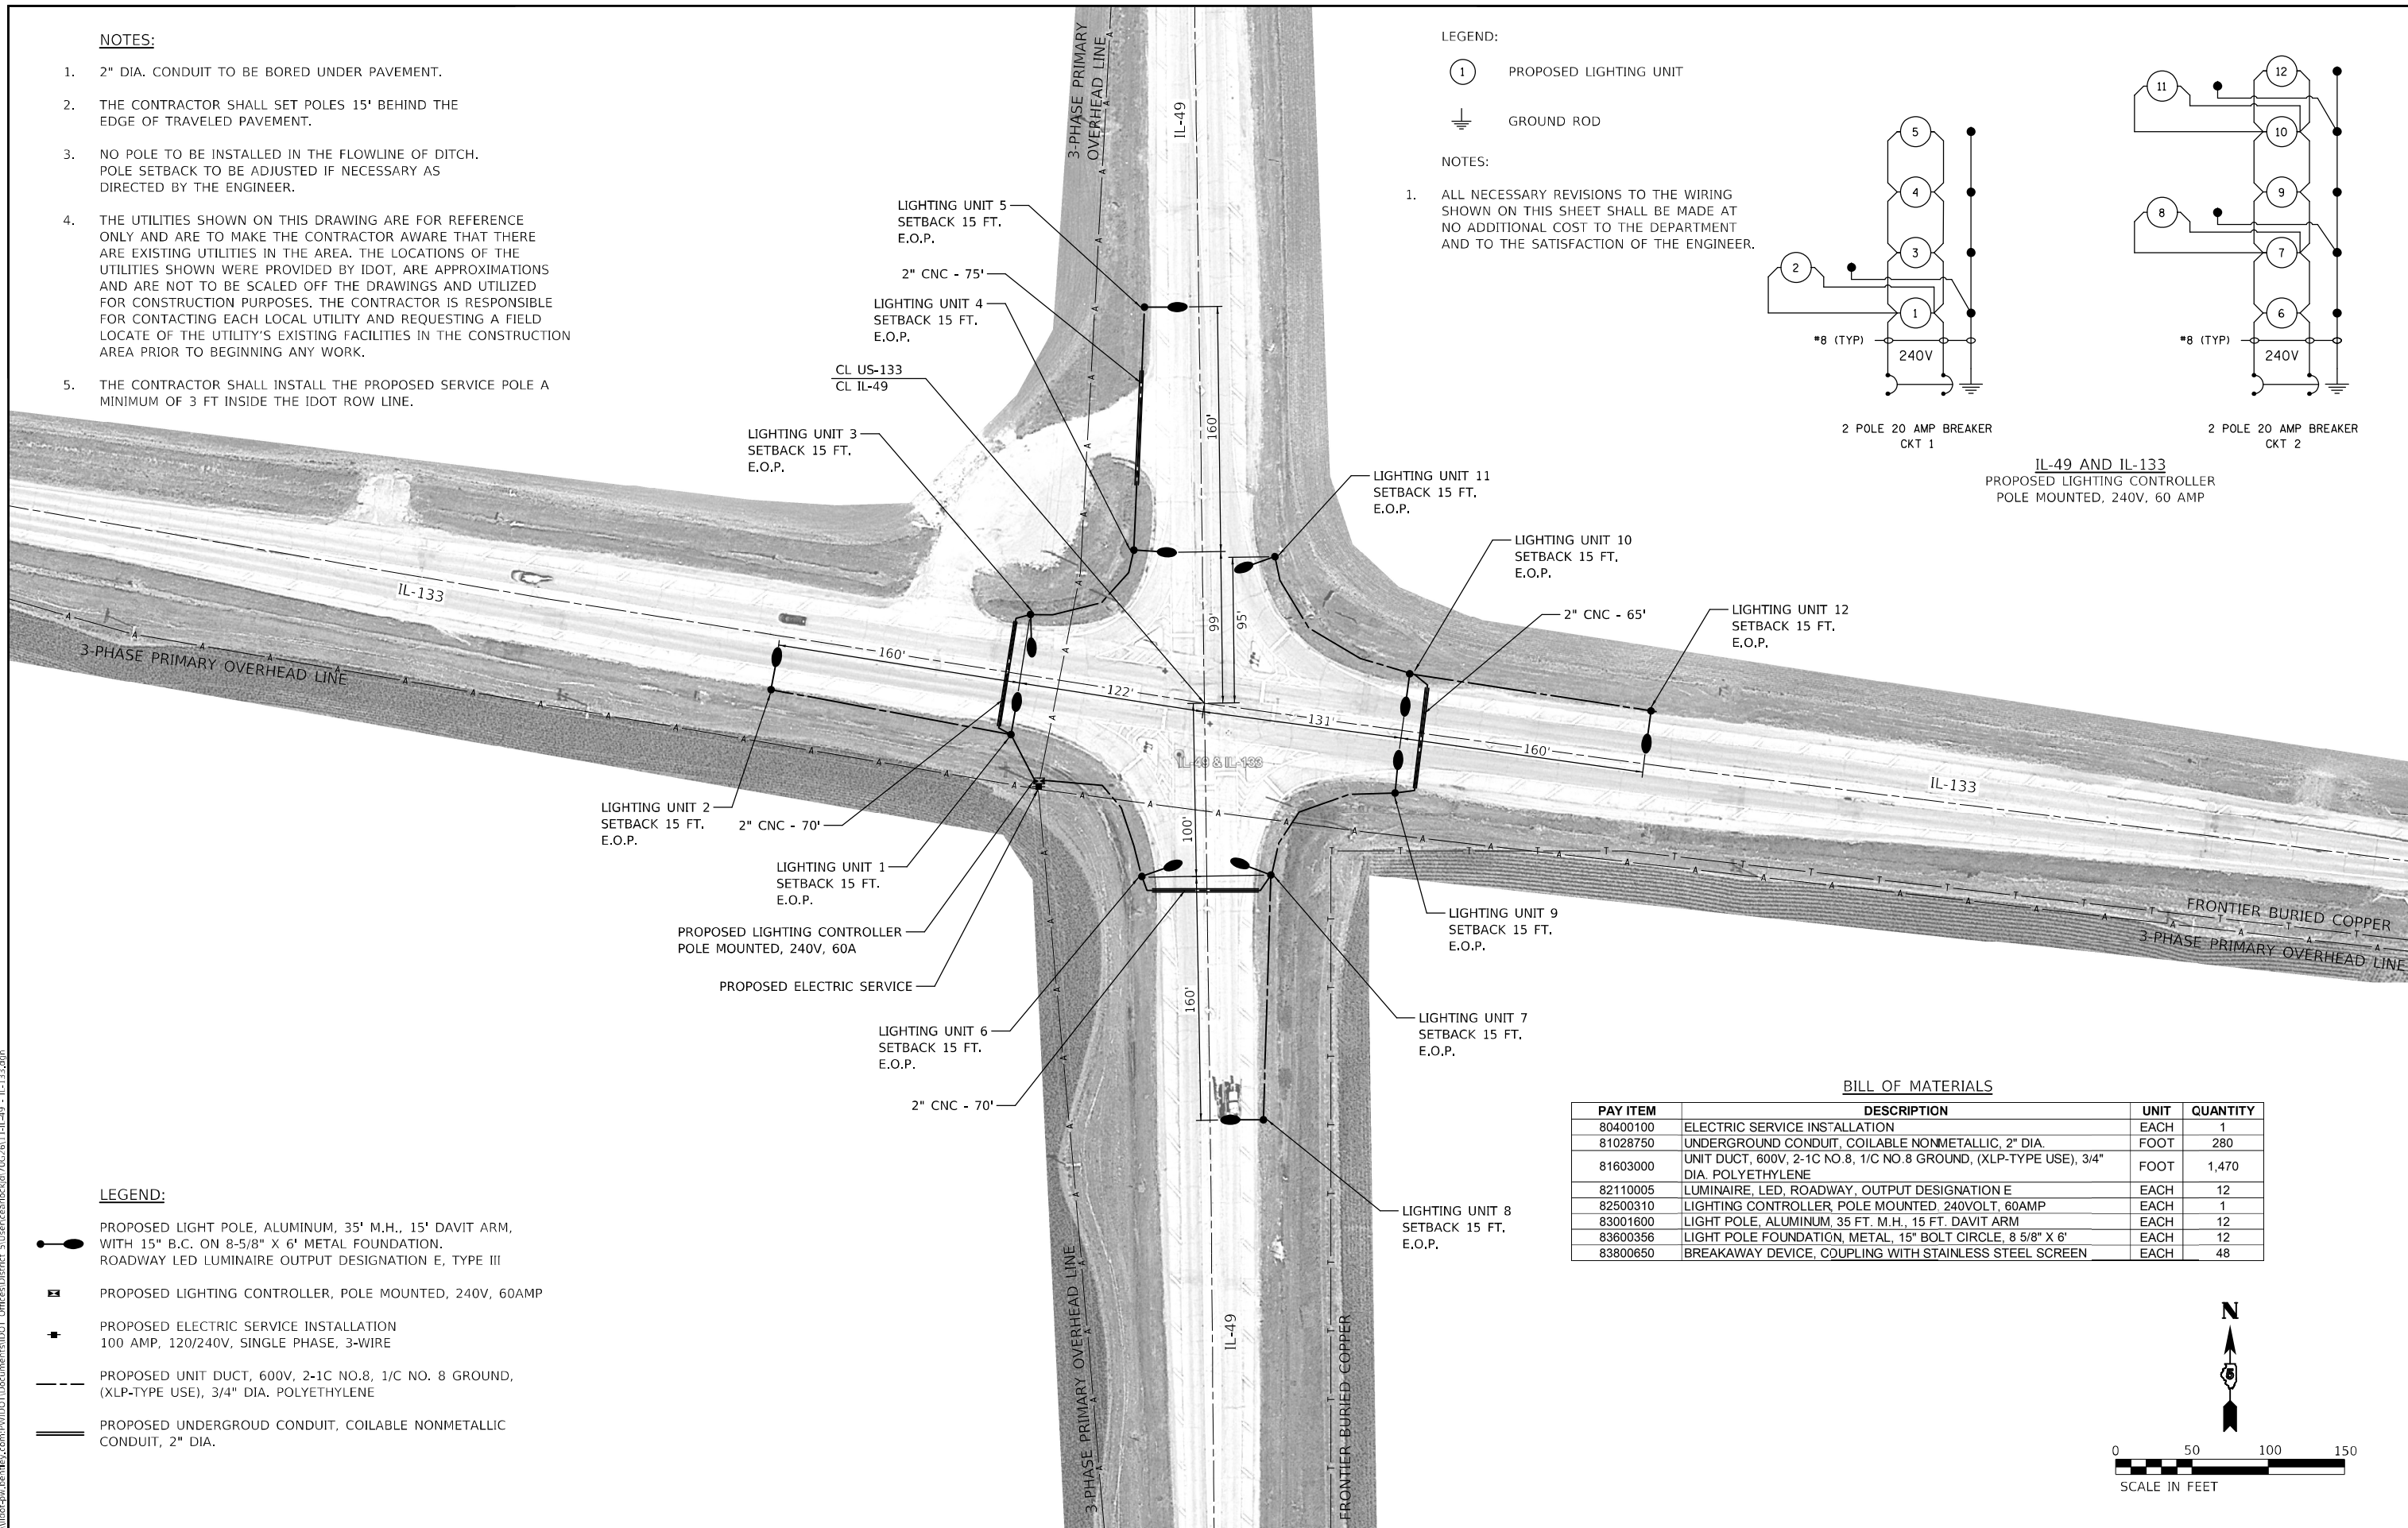 NOTES:
1. 2" DIA. CONDUIT TO BE BORED UNDER PAVEMENT.
2. THE CONTRACTOR SHALL SET POLES 15' BEHIND THE
EDGE OF TRAVELED PAVEMENT.
3. NO POLE TO BE INSTALLED IN THE FLOWLINE OF DITCH.
POLE SETBACK TO BE ADJUSTED IF NECESSARY AS
DIRECTED BY THE ENGINEER.
4. THE UTILITIES SHOWN ON THIS DRAWING ARE FOR REFERENCE
ONLY AND ARE TO MAKE THE CONTRACTOR AWARE THAT THERE
ARE EXISTING UTILITIES IN THE AREA. THE LOCATIONS OF THE
UTILITIES SHOWN WERE PROVIDED BY IDOT, ARE APPROXIMATIONS
AND ARE NOT TO BE SCALED OFF THE DRAWINGS AND UTILIZED
FOR CONSTRUCTION PURPOSES. THE CONTRACTOR IS RESPONSIBLE
FOR CONTACTING EACH LOCAL UTILITY AND REQUESTING A FIELD
LOCATE OF THE UTILITY'S EXISTING FACILITIES IN THE CONSTRUCTION
AREA PRIOR TO BEGINNING ANY WORK.
5. THE CONTRACTOR SHALL INSTALL THE PROPOSED SERVICE POLE A
MINIMUM OF 3 FT INSIDE THE IDOT ROW LINE.
3-PHASE PRIMARY
OVERHEAD LINE
IL-49
LIGHTING UNIT 5
SETBACK 15 FT.
E.O.P.
2" CNC - 75'
LIGHTING UNIT 4
SETBACK 15 FT.
E.O.P.
CL US-133
CL IL-49
LIGHTING UNIT 3
SETBACK 15 FT.
E.O.P.
160'
LIGHTING UNIT 11
SETBACK 15 FT.
E.O.P.
LIGHTING UNIT 10
SETBACK 15 FT.
E.O.P.
2" CNC - 65'
LIGHTING UNIT 12
SETBACK 15 FT.
E.O.P.
99'
95'
IL-133
3-PHASE PRIMARY OVERHEAD LINE
160'
122'
131'
160'
IL-49 & IL-133
IL-133
LIGHTING UNIT 2
SETBACK 15 FT.
E.O.P.
2" CNC - 70'
100'
LIGHTING UNIT 1
SETBACK 15 FT.
E.O.P.
PROPOSED LIGHTING CONTROLLER
POLE MOUNTED, 240V, 60A
PROPOSED ELECTRIC SERVICE
LIGHTING UNIT 9
SETBACK 15 FT.
E.O.P.
FRONTIER BURIED COPPER
3-PHASE PRIMARY OVERHEAD LINE
160'
LIGHTING UNIT 6
SETBACK 15 FT.
E.O.P.
LIGHTING UNIT 7
SETBACK 15 FT.
E.O.P.
2" CNC - 70'
LIGHTING UNIT 8
SETBACK 15 FT.
E.O.P.
3-PHASE PRIMARY OVERHEAD LINE
IL-49
FRONTIER BURIED COPPER
LEGEND:
1 PROPOSED LIGHTING UNIT
GROUND ROD
NOTES:
1. ALL NECESSARY REVISIONS TO THE WIRING
SHOWN ON THIS SHEET SHALL BE MADE AT
NO ADDITIONAL COST TO THE DEPARTMENT
AND TO THE SATISFACTION OF THE ENGINEER.
5
4
3
2
1
#8 (TYP)
240V
2 POLE 20 AMP BREAKER
CKT 1
12
11
10
9
8
7
6
#8 (TYP)
240V
2 POLE 20 AMP BREAKER
CKT 2
IL-49 AND IL-133
PROPOSED LIGHTING CONTROLLER
POLE MOUNTED, 240V, 60 AMP
BILL OF MATERIALS
PAY ITEM DESCRIPTION UNIT QUANTITY
80400100 ELECTRIC SERVICE INSTALLATION EACH 1
81028750 UNDERGROUND CONDUIT, COILABLE NONMETALLIC, 2" DIA. FOOT 280
81603000 UNIT DUCT, 600V, 2-1C NO.8, 1/C NO.8 GROUND, (XLP-TYPE USE), 3/4"
DIA. POLYETHYLENE FOOT 1,470
82110005 LUMINAIRE, LED, ROADWAY, OUTPUT DESIGNATION E EACH 12
82500310 LIGHTING CONTROLLER, POLE MOUNTED, 240VOLT, 60AMP EACH 1
83001600 LIGHT POLE, ALUMINUM, 35 FT. M.H., 15 FT. DAVIT ARM EACH 12
83600356 LIGHT POLE FOUNDATION, METAL, 15" BOLT CIRCLE, 8 5/8" X 6' EACH 12
83800650 BREAKAWAY DEVICE, COUPLING WITH STAINLESS STEEL SCREEN EACH 48
LEGEND:
PROPOSED LIGHT POLE, ALUMINUM, 35' M.H., 15' DAVIT ARM,
WITH 15" B.C. ON 8-5/8" X 6' METAL FOUNDATION.
ROADWAY LED LUMINAIRE OUTPUT DESIGNATION E, TYPE III
PROPOSED LIGHTING CONTROLLER, POLE MOUNTED, 240V, 60AMP
PROPOSED ELECTRIC SERVICE INSTALLATION
100 AMP, 120/240V, SINGLE PHASE, 3-WIRE
PROPOSED UNIT DUCT, 600V, 2-1C NO.8, 1/C NO. 8 GROUND,
(XLP-TYPE USE), 3/4" DIA. POLYETHYLENE
PROPOSED UNDERGROUD CONDUIT, COILABLE NONMETALLIC
CONDUIT, 2" DIA.
N
5
0 50 100 150
SCALE IN FEET